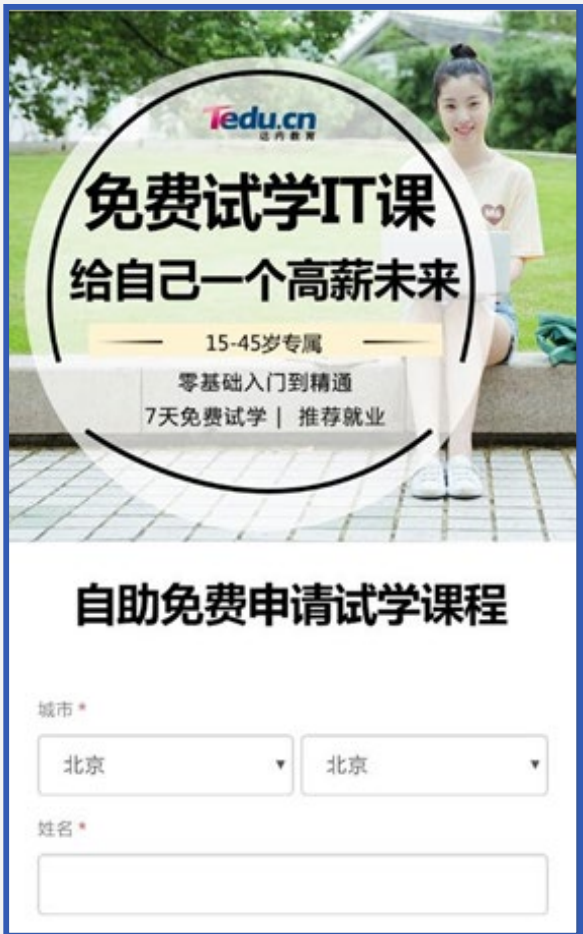 Tedu.cn
达内教育
免费试学IT课
给自己一个高薪未来
15-45岁专属
零基础入门到精通
7天免费试学 | 推荐就业
自助免费申请试学课程
城市 *
北京 ▼ 北京 ▼
姓名 *